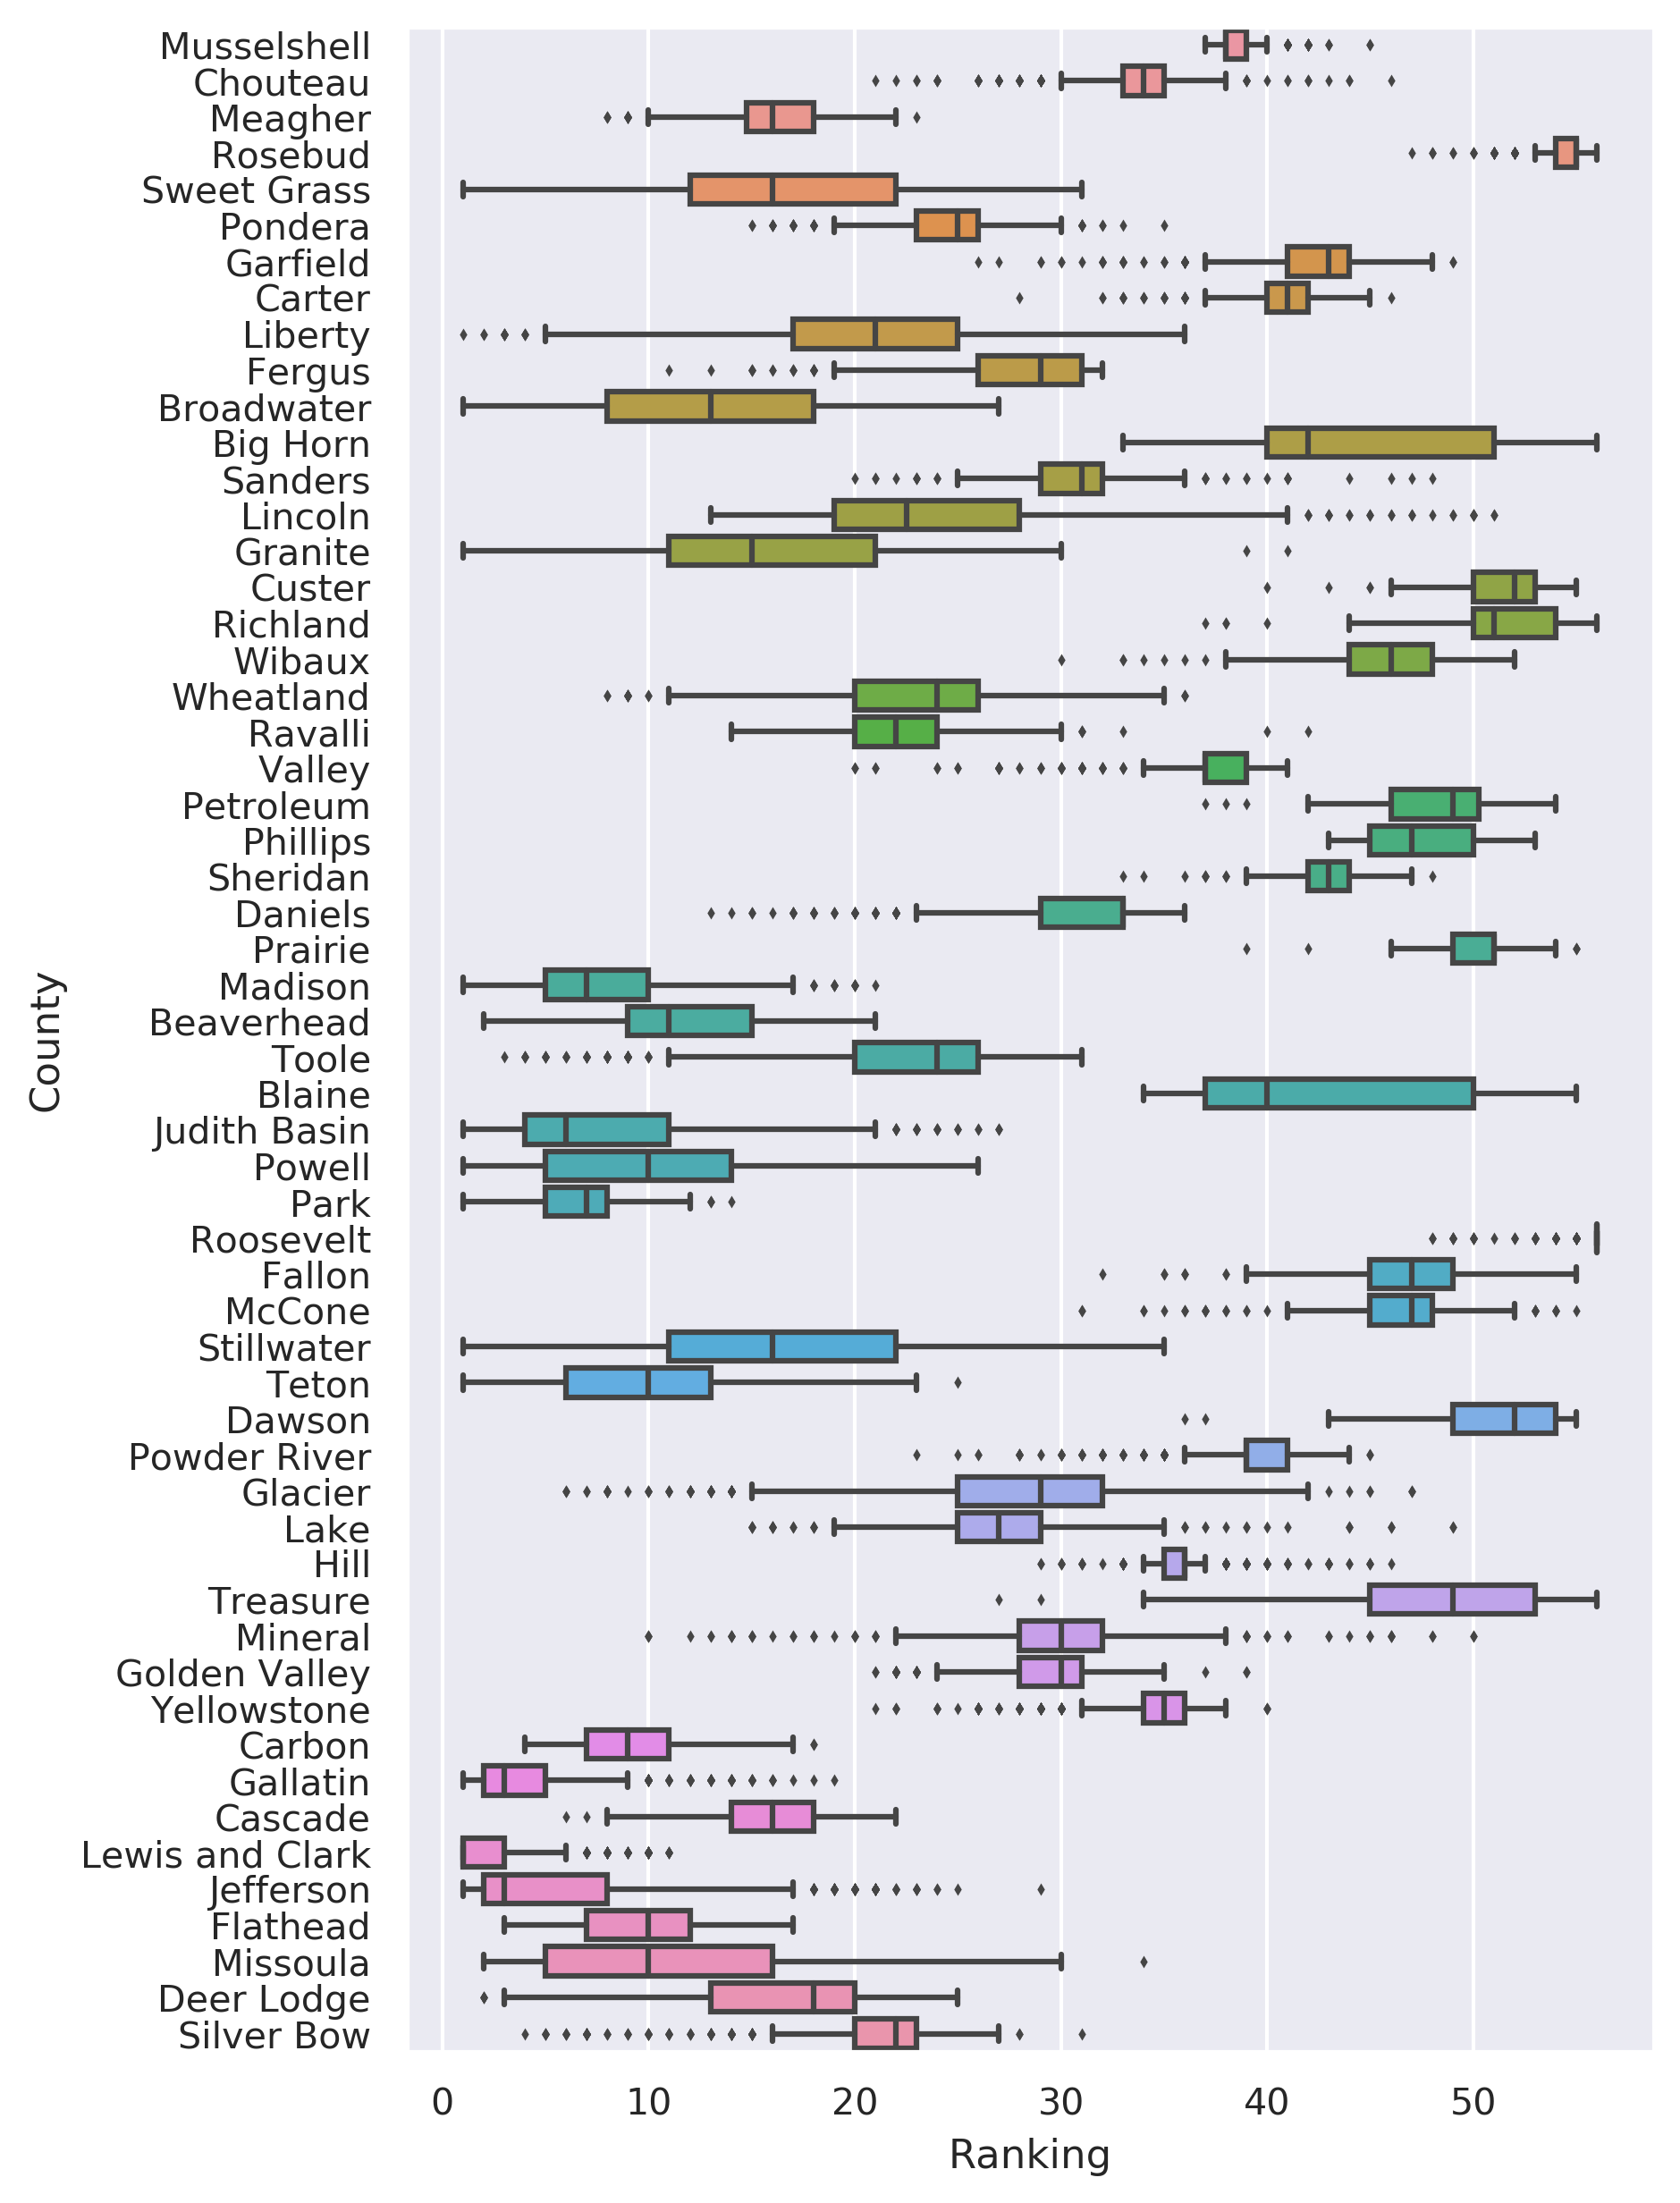 Musselshell
Chouteau
Meagher
Rosebud
Sweet Grass
Pondera
Garfield
Carter
Liberty
Fergus
Broadwater
Big Horn
Sanders
Lincoln
Granite
Custer
Richland
Wibaux
Wheatland
Ravalli
Valley
Petroleum
Phillips
Sheridan
Daniels
Prairie
Madison
Beaverhead
Toole
Blaine
Judith Basin
Powell
Park
Roosevelt
Fallon
McCone
Stillwater
Teton
Dawson
Powder River
Glacier
Lake
Hill
Treasure
Mineral
Golden Valley
Yellowstone
Carbon
Gallatin
Cascade
Lewis and Clark
Jefferson
Flathead
Missoula
Deer Lodge
Silver Bow
County
0 10 20 30 40 50
Ranking